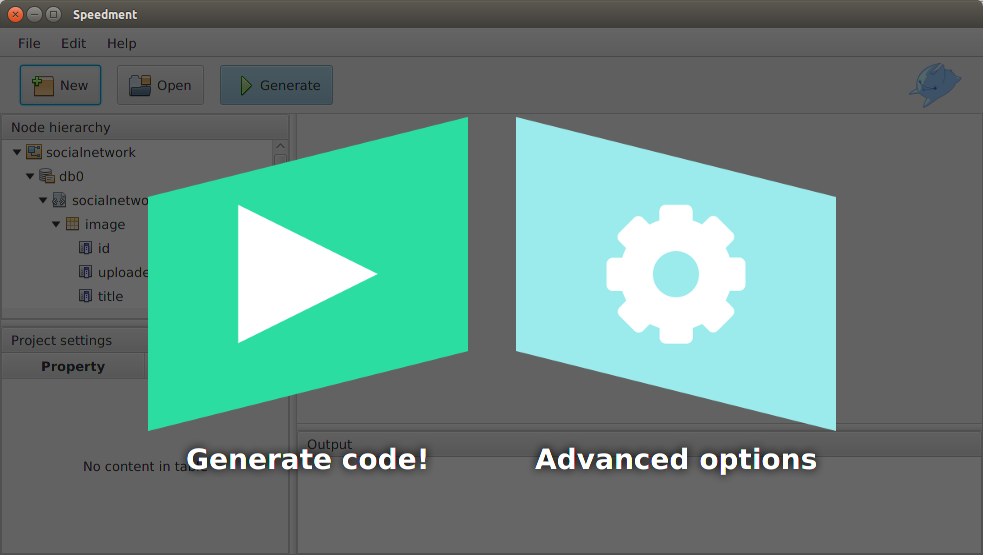 Speedment
File Edit Help
New Open Generate
Node hierarchy
socialnetwork
db0
socialnetwo
image
id
uploade
title
Project settings
Property
Output
No content in table
Generate code!
Advanced options